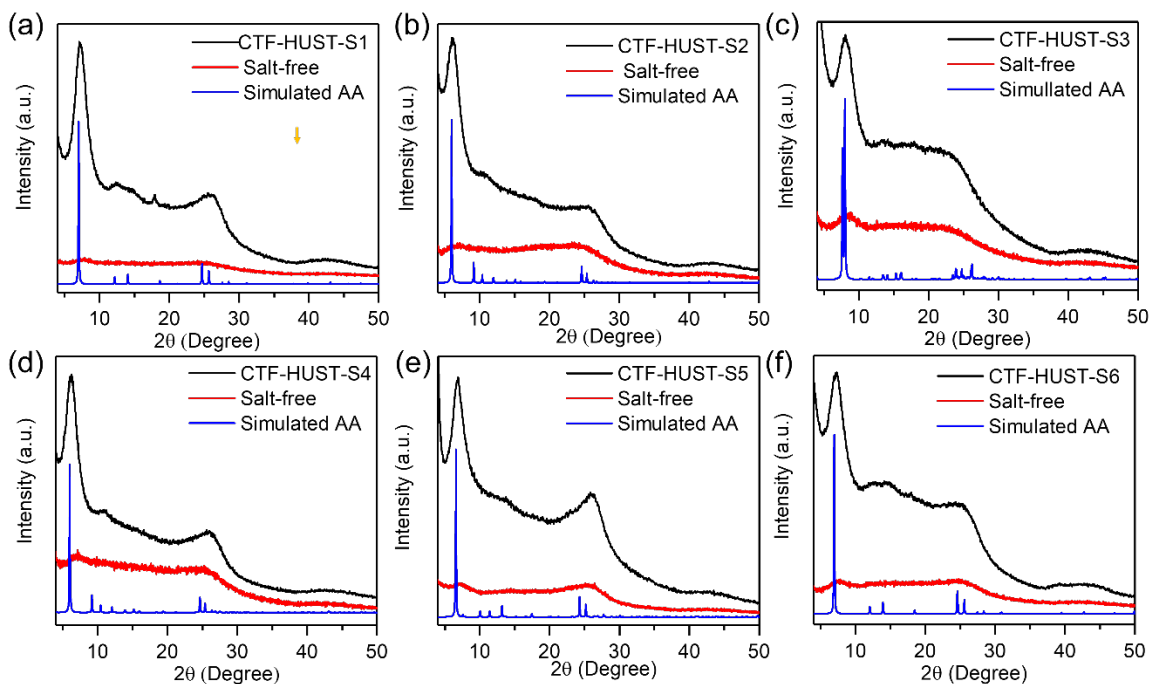 (a)
CTF-HUST-S1
Salt-free
Simulated AA
Intensity (a.u.)
10 20 30 40 50
2θ (Degree)
(b)
CTF-HUST-S2
Salt-free
Simulated AA
Intensity (a.u.)
10 20 30 40 50
2θ (Degree)
(c)
CTF-HUST-S3
Salt-free
Simullated AA
Intensity (a.u.)
10 20 30 40 50
2θ (Degree)
(d)
CTF-HUST-S4
Salt-free
Simulated AA
Intensity (a.u.)
10 20 30 40 50
2θ (Degree)
(e)
CTF-HUST-S5
Salt-free
Simulated AA
Intensity (a.u.)
10 20 30 40 50
2θ (Degree)
(f)
CTF-HUST-S6
Salt-free
Simulated AA
Intensity (a.u.)
10 20 30 40 50
2θ (Degree)